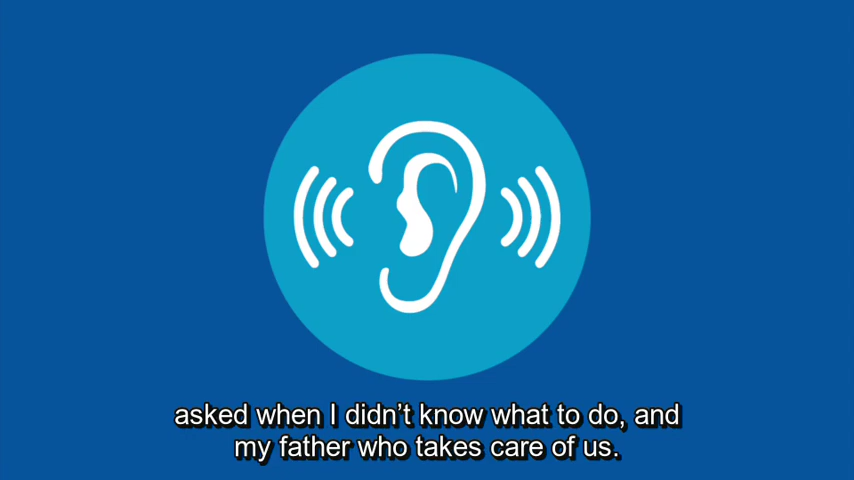 asked when I didn’t know what to do, and
my father who takes care of us.